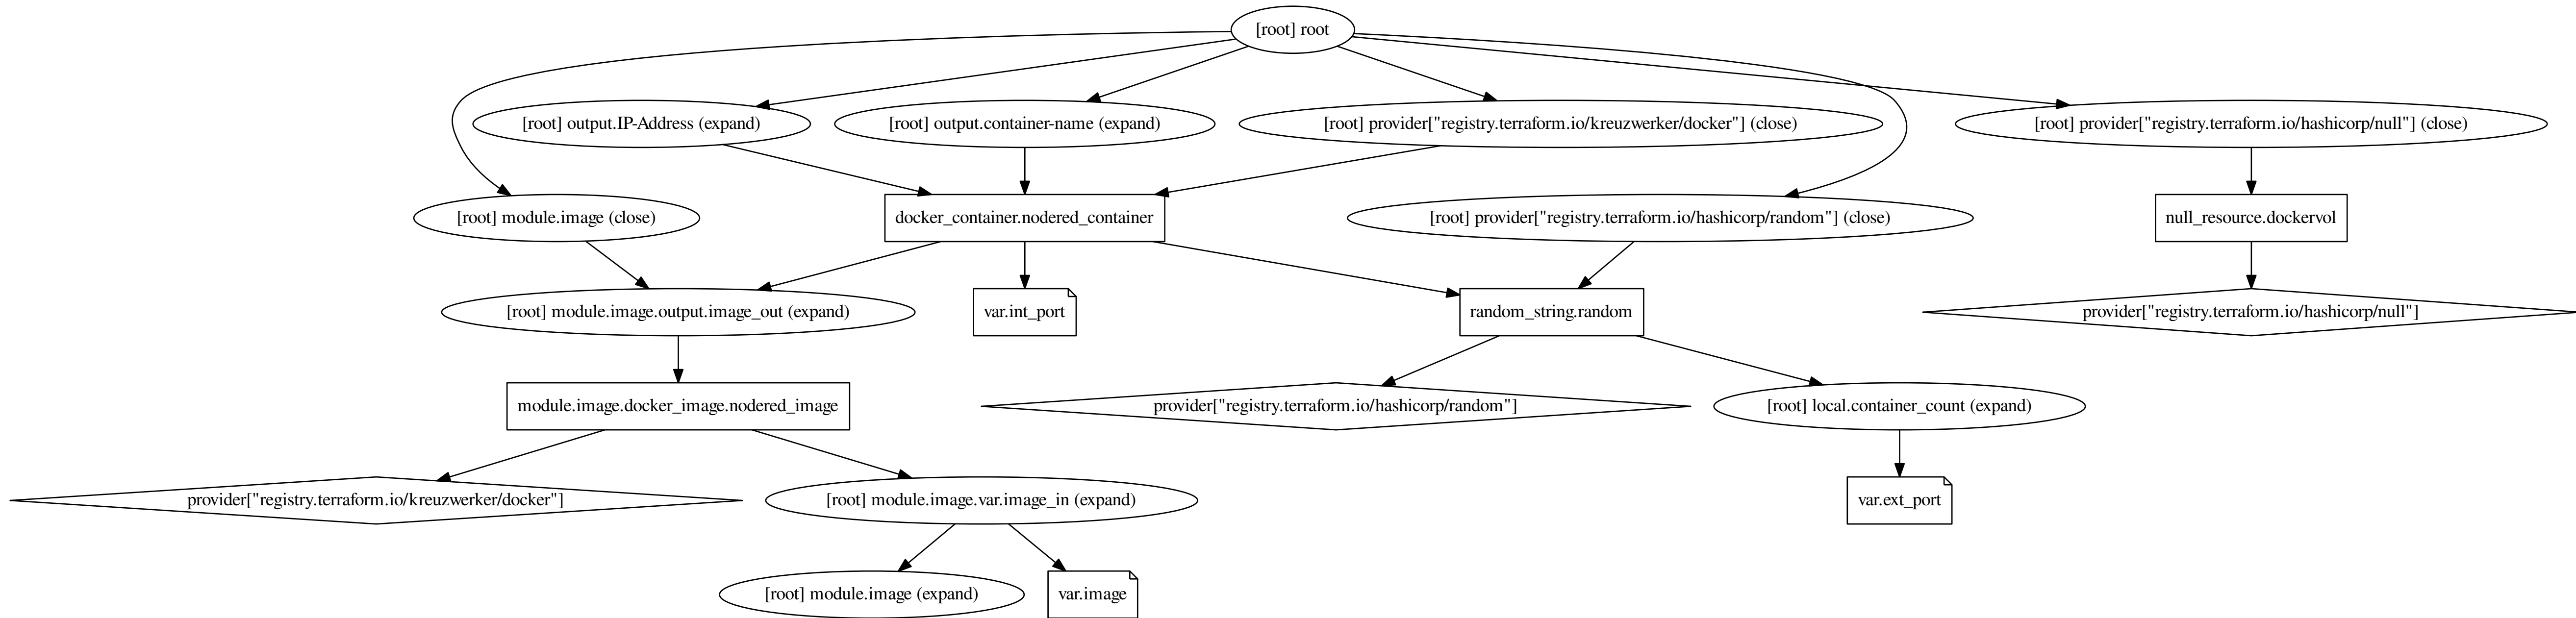 [root] root
[root] output.IP-Address (expand)
[root] output.container-name (expand)
[root] provider["registry.terraform.io/kreuzwerker/docker"] (close)
[root] provider["registry.terraform.io/hashicorp/null"] (close)
[root] module.image (close)
docker_container.nodered_container
[root] provider["registry.terraform.io/hashicorp/random"] (close)
null_resource.dockervol
[root] module.image.output.image_out (expand)
var.int_port
random_string.random
provider["registry.terraform.io/hashicorp/null"]
module.image.docker_image.nodered_image
provider["registry.terraform.io/hashicorp/random"]
[root] local.container_count (expand)
provider["registry.terraform.io/kreuzwerker/docker"]
[root] module.image.var.image_in (expand)
var.ext_port
[root] module.image (expand)
var.image